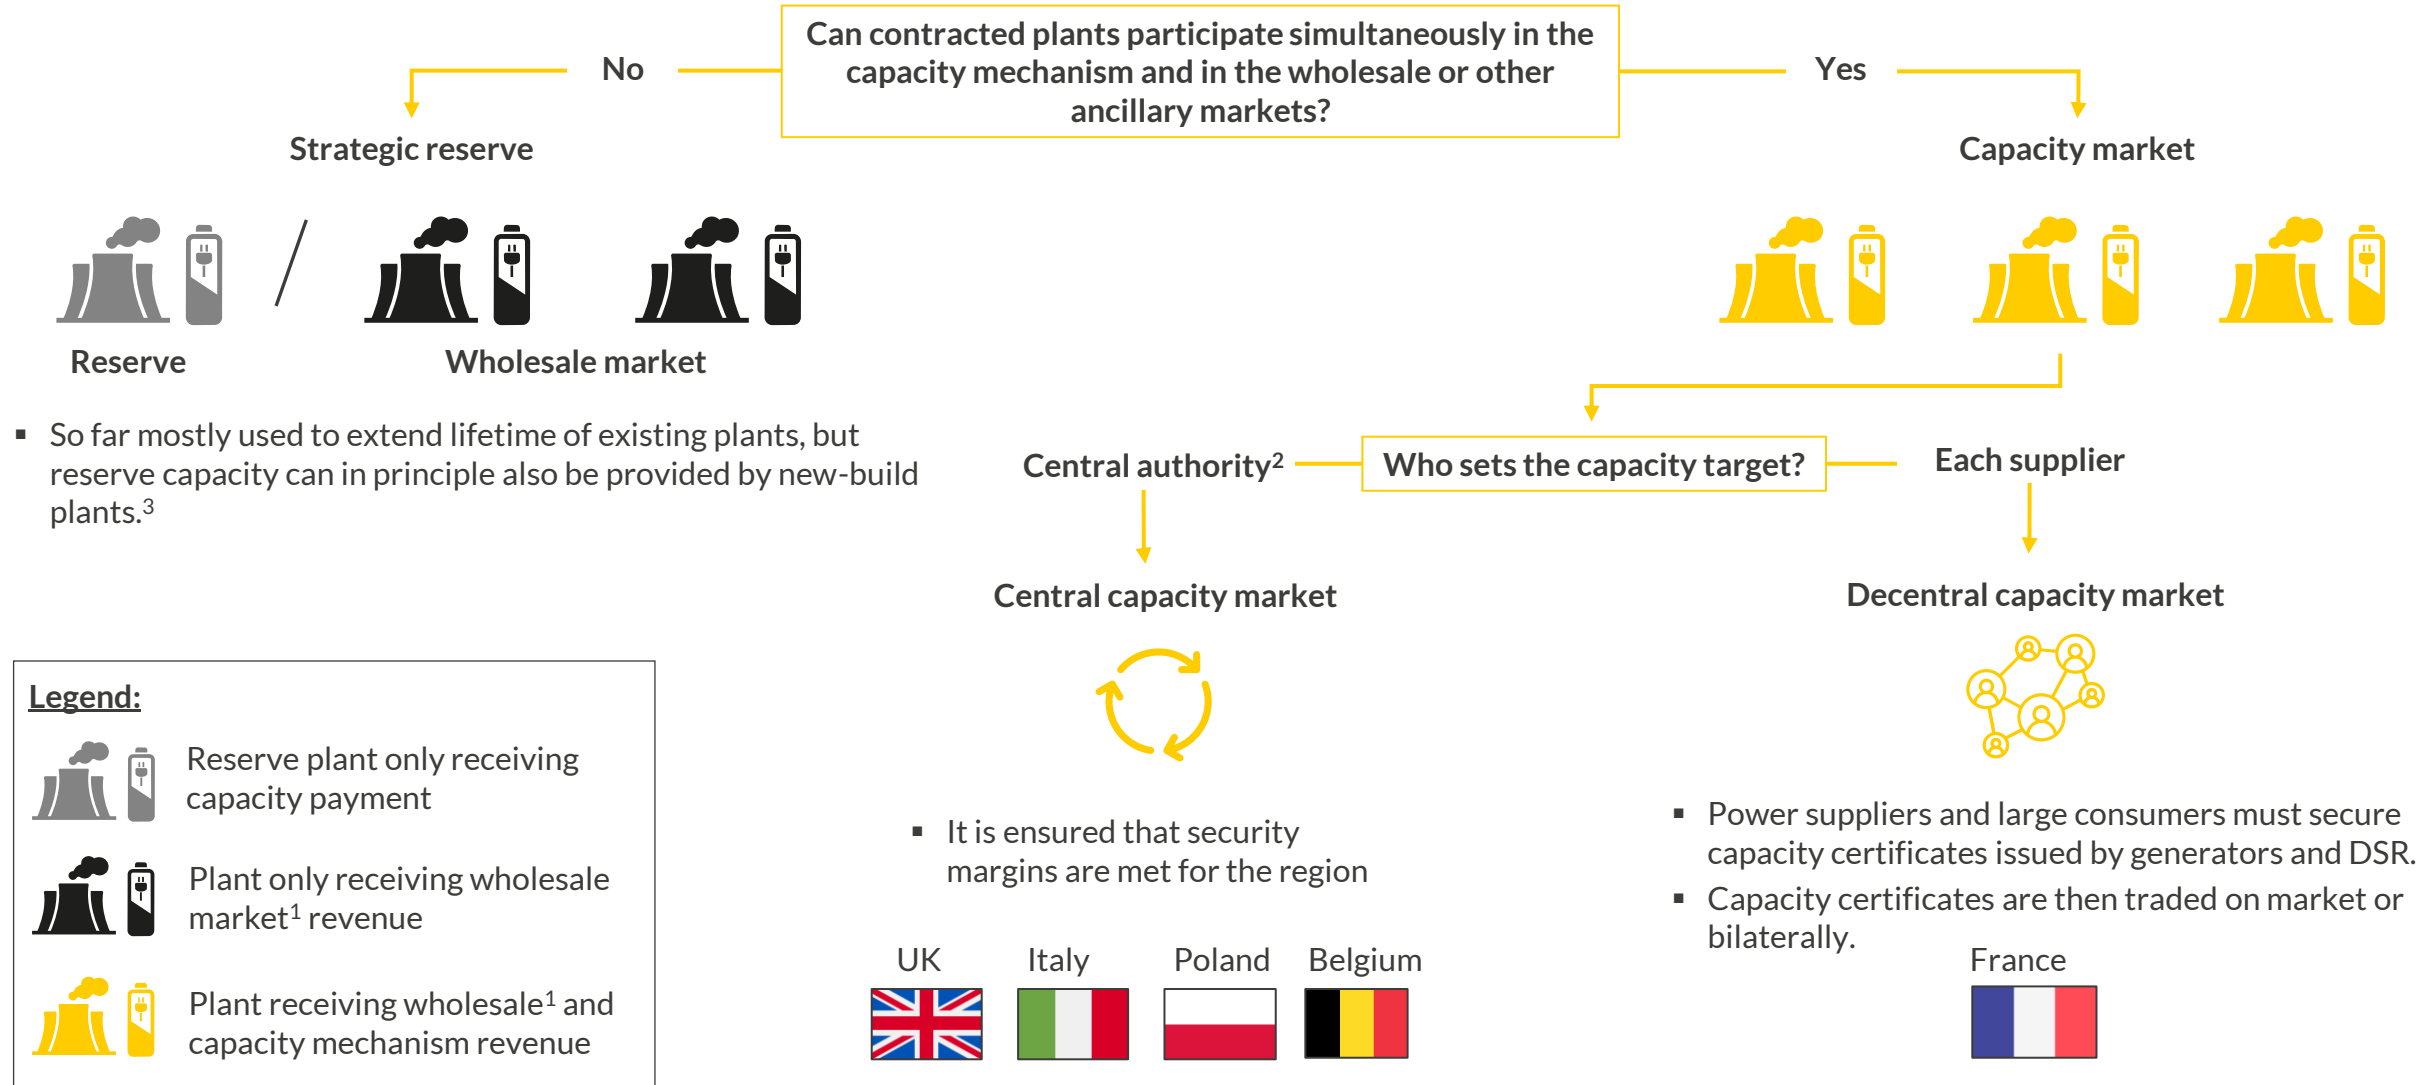 Can contracted plants participate simultaneously in the
capacity mechanism and in the wholesale or other
ancillary markets?
No
Yes
Strategic reserve
Capacity market
Reserve
Wholesale market
▪ So far mostly used to extend lifetime of existing plants, but
reserve capacity can in principle also be provided by new-build
plants.³
Central authority²
Who sets the capacity target?
Each supplier
Central capacity market
Decentral capacity market
▪ It is ensured that security
margins are met for the region
▪ Power suppliers and large consumers must secure
capacity certificates issued by generators and DSR.
▪ Capacity certificates are then traded on market or
bilaterally.
UK
Italy
Poland
Belgium
France
Legend:
Reserve plant only receiving
capacity payment
Plant only receiving wholesale
market¹ revenue
Plant receiving wholesale¹ and
capacity mechanism revenue